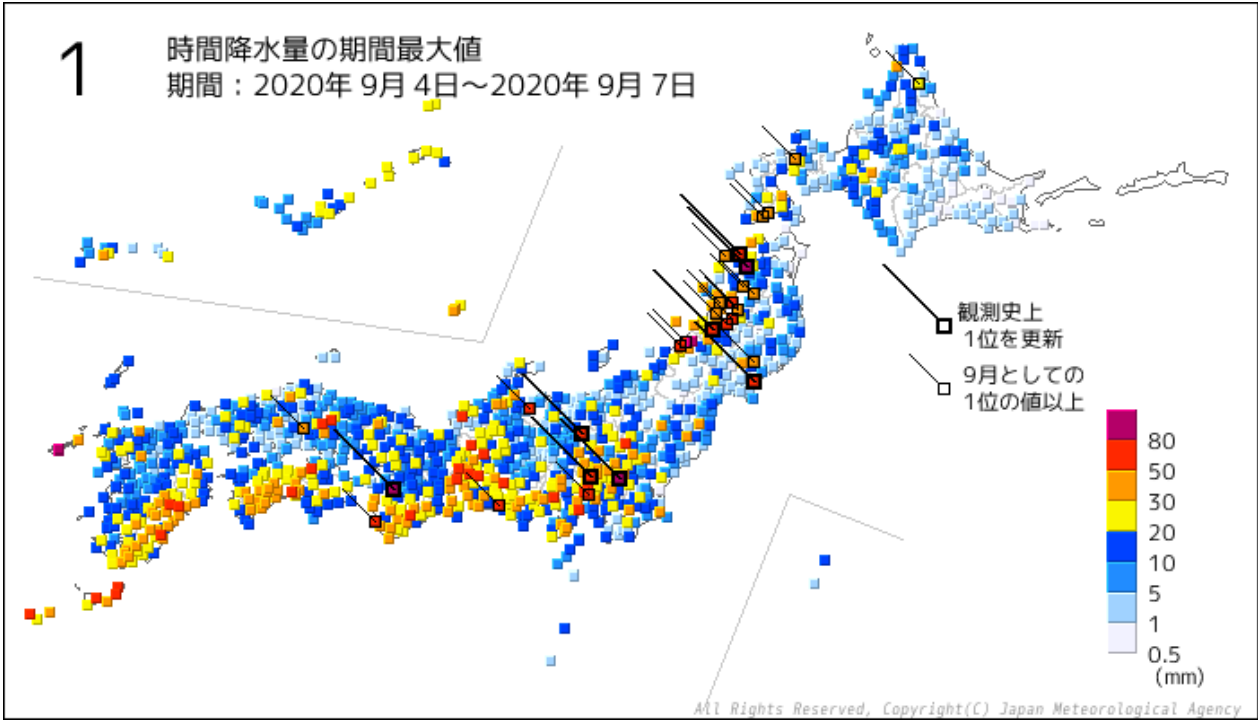 1
時間降水量の期間最大値
期間：2020年 9月 4日～2020年 9月 7日
観測史上
1位を更新
9月としての
1位の値以上
80
50
30
20
10
5
1
0.5
(mm)
All Rights Reserved, Copyright(C) Japan Meteorological Agency